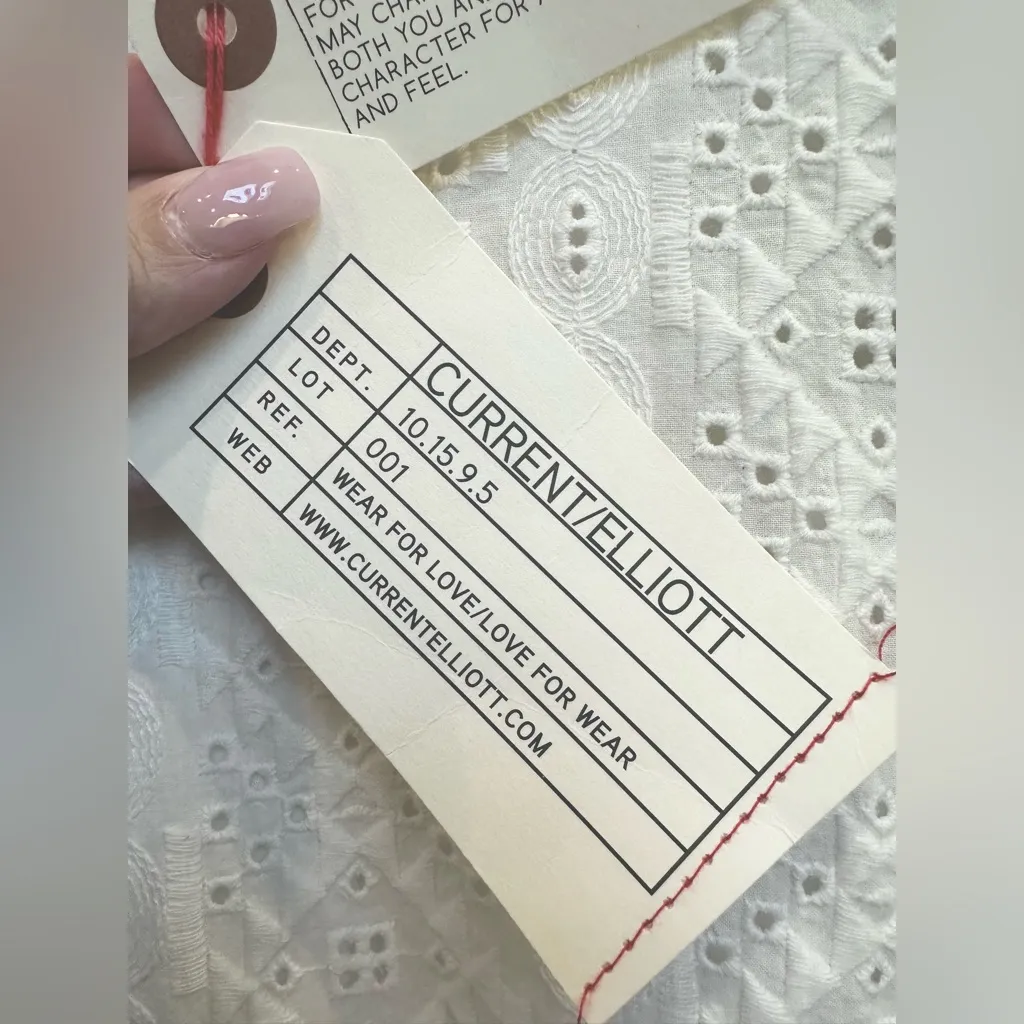 FOR
MAY
BOTH YOU
CHARACTER FOR
AND FEEL.
CURRENT/ELLIOTT
DEPT. 10.15.9.5
LOT 001
REF. WEAR FOR LOVE/LOVE FOR WEAR
WEB WWW.CURRENTELLIOTT.COM